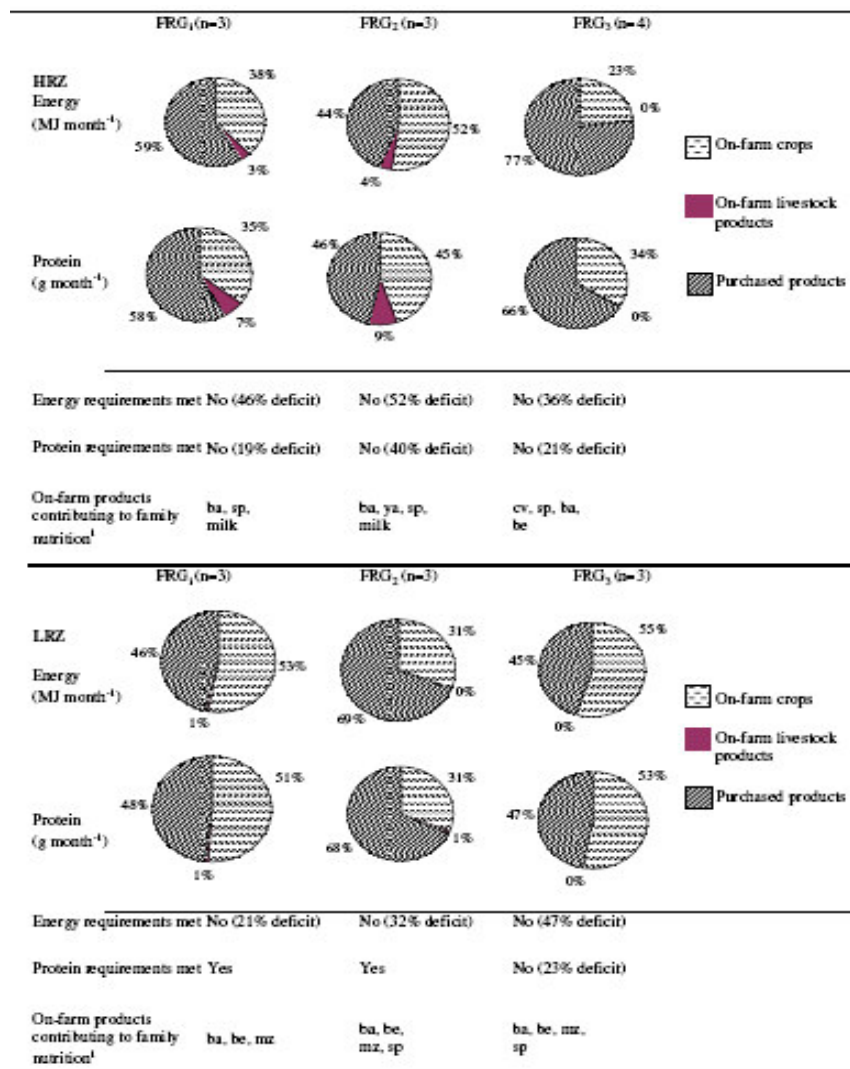 FRG₁(n=3) FRG₂ (n=3) FRG₃ (n=4)
38% 23%
HRZ
Energy
(MJ month⁻¹)
44% 52% 0%
59% 77%
3% 4%
On-farm crops
On-farm livestock
products
Purchased products
35%
Protein
(g month⁻¹)
46% 45% 34%
58% 7% 9% 66% 0%
Energy requirements met No (46% deficit) No (52% deficit) No (36% deficit)
Protein requirements met No (19% deficit) No (40% deficit) No (21% deficit)
On-farm products
contributing to family
nutrition¹
ba, sp,
milk
ba, ya, sp,
milk
cv, sp, ba,
be
FRG₁(n=3) FRG₂ (n=3) FRG₃ (n=3)
LRZ
Energy
(MJ month⁻¹)
46% 53% 1%
31% 0% 69%
55% 45% 0%
On-farm crops
On-farm livestock
products
Purchased products
Protein
(g month⁻¹)
51% 48% 1%
31% 1% 68%
53% 47% 0%
Energy requirements met No (21% deficit) No (32% deficit) No (47% deficit)
Protein requirements met Yes Yes No (23% deficit)
On-farm products
contributing to family
nutrition¹
ba, be, mz
ba, be,
mz, sp
ba, be, mz,
sp